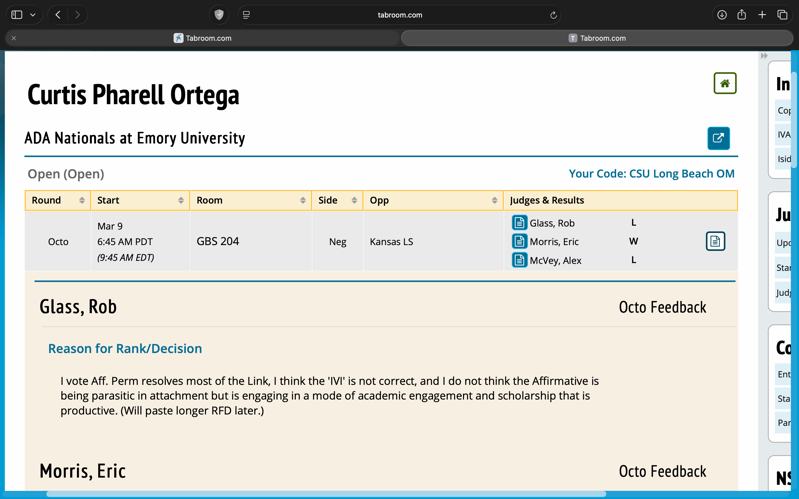 tabroom.com
Tabroom.com
T Tabroom.com
Curtis Pharell Ortega
ADA Nationals at Emory University
Open (Open)
Your Code: CSU Long Beach OM
Round Start Room Side Opp Judges & Results
Octo
Mar 9
6:45 AM PDT
(9:45 AM EDT)
GBS 204
Neg
Kansas LS
Glass, Rob L
Morris, Eric W
McVey, Alex L
Glass, Rob
Octo Feedback
Reason for Rank/Decision
I vote Aff. Perm resolves most of the Link, I think the 'IVI' is not correct, and I do not think the Affirmative is
being parasitic in attachment but is engaging in a mode of academic engagement and scholarship that is
productive. (Will paste longer RFD later.)
Morris, Eric
Octo Feedback
In
Cop
IVA
Isid
Ju
Upc
Star
Judg
Co
Ent
Sta
Par
NS